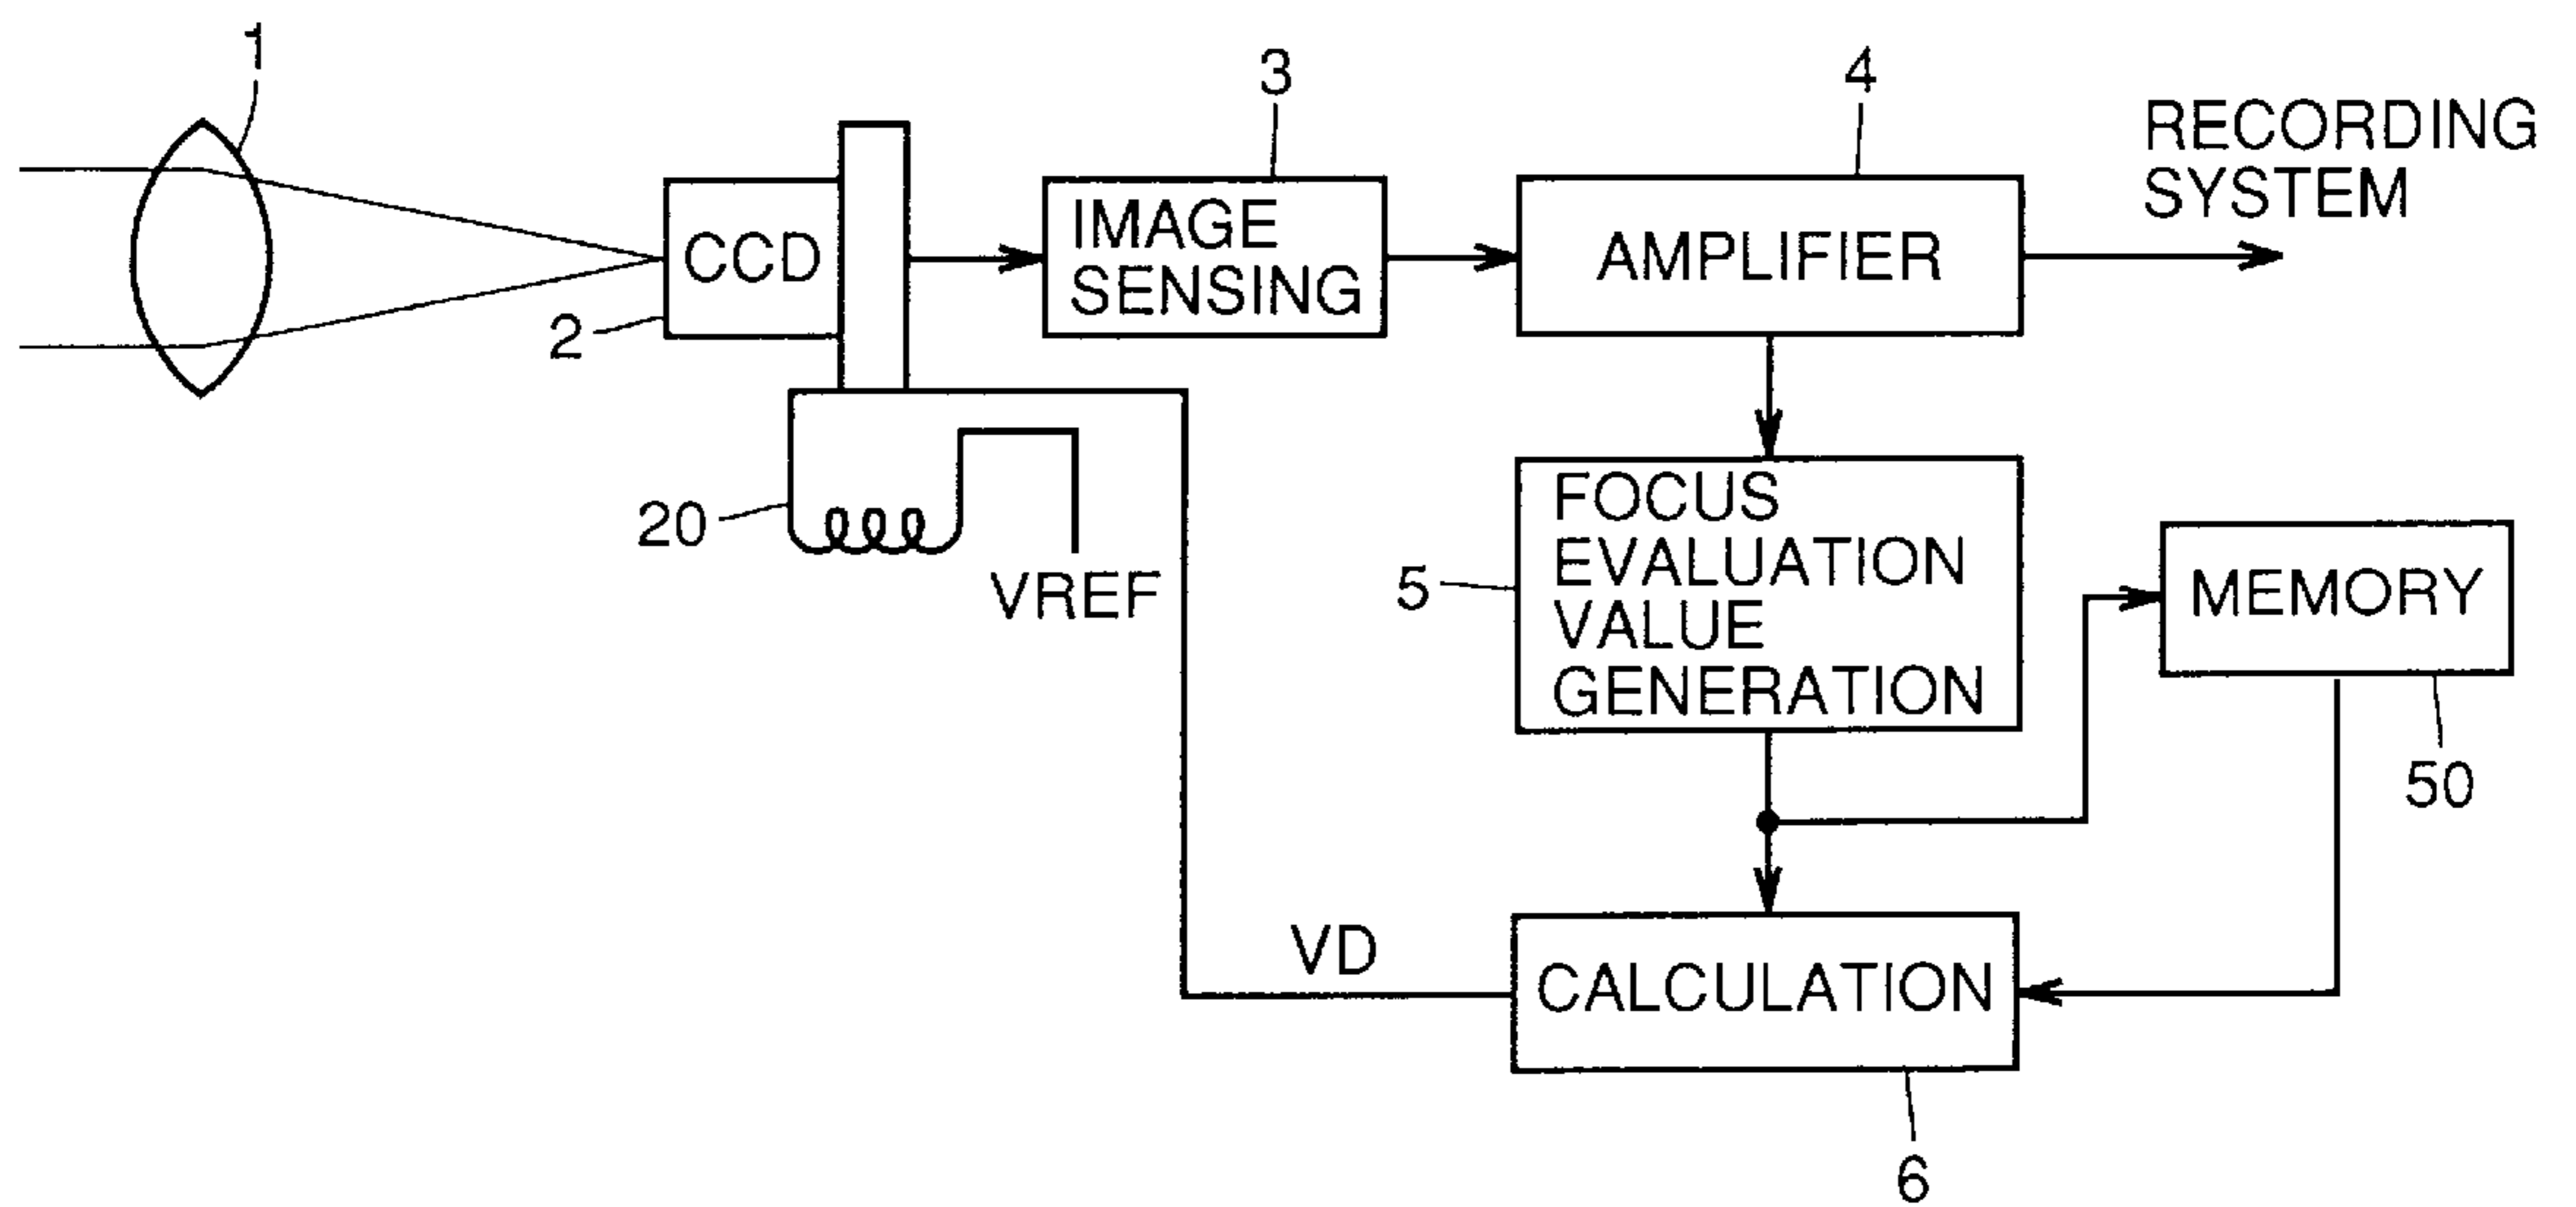 1
3
4
RECORDING
SYSTEM
CCD
IMAGE
SENSING
AMPLIFIER
2
20
VREF
FOCUS
EVALUATION
VALUE
GENERATION
5
MEMORY
50
VD
CALCULATION
6